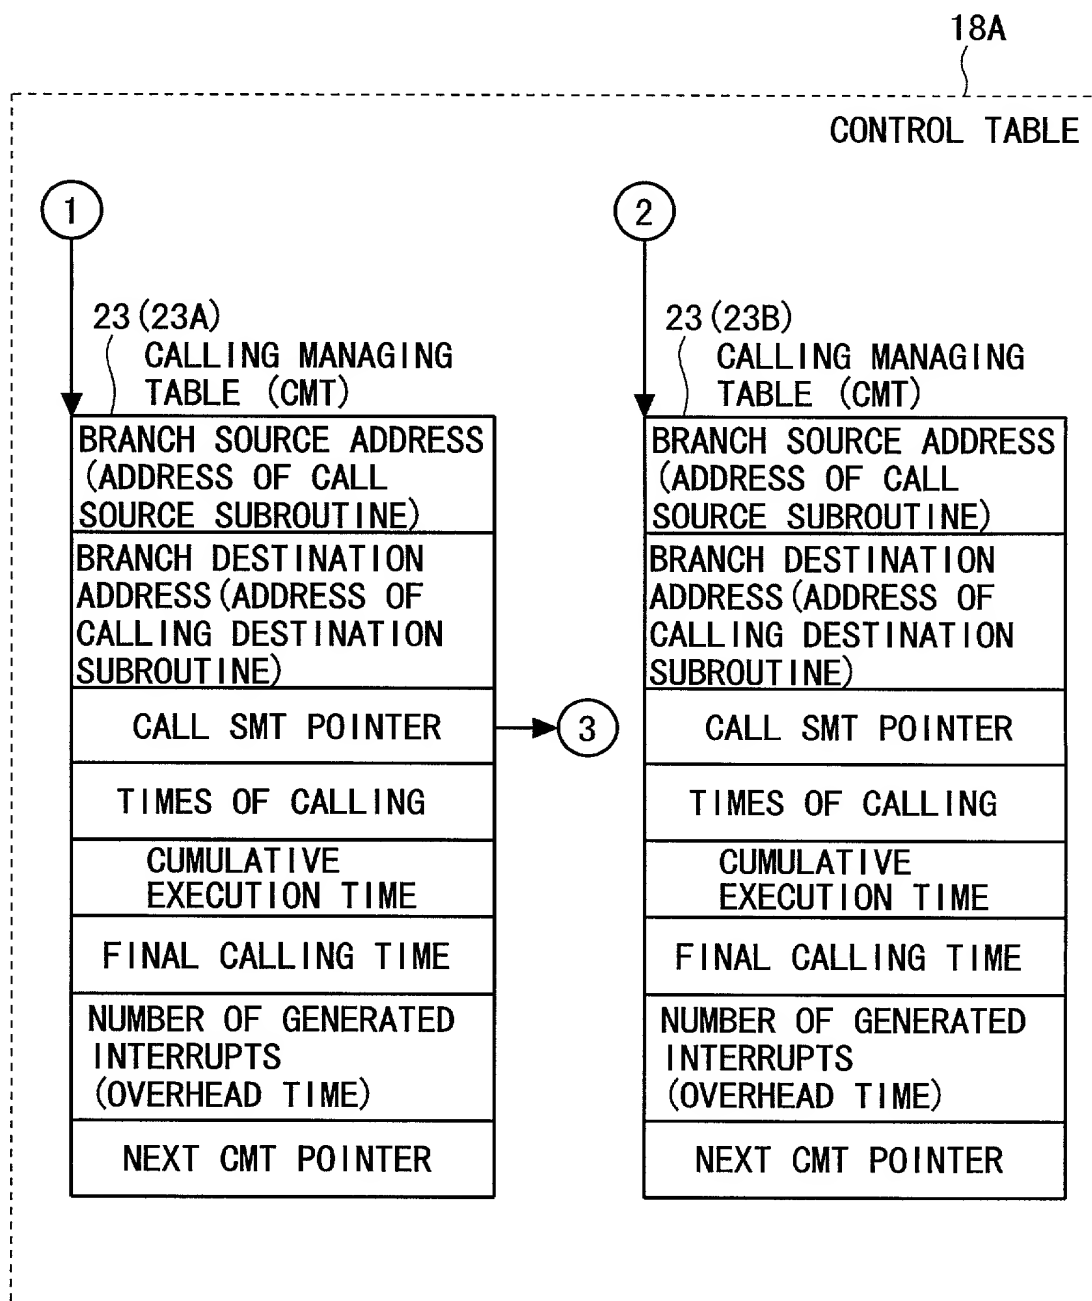 18A
CONTROL TABLE
1
23(23A)
CALLING MANAGING
TABLE (CMT)
BRANCH SOURCE ADDRESS
(ADDRESS OF CALL
SOURCE SUBROUTINE)
BRANCH DESTINATION
ADDRESS(ADDRESS OF
CALLING DESTINATION
SUBROUTINE)
CALL SMT POINTER
3
TIMES OF CALLING
CUMULATIVE
EXECUTION TIME
FINAL CALLING TIME
NUMBER OF GENERATED
INTERRUPTS
(OVERHEAD TIME)
NEXT CMT POINTER
2
23(23B)
CALLING MANAGING
TABLE (CMT)
BRANCH SOURCE ADDRESS
(ADDRESS OF CALL
SOURCE SUBROUTINE)
BRANCH DESTINATION
ADDRESS(ADDRESS OF
CALLING DESTINATION
SUBROUTINE)
CALL SMT POINTER
TIMES OF CALLING
CUMULATIVE
EXECUTION TIME
FINAL CALLING TIME
NUMBER OF GENERATED
INTERRUPTS
(OVERHEAD TIME)
NEXT CMT POINTER